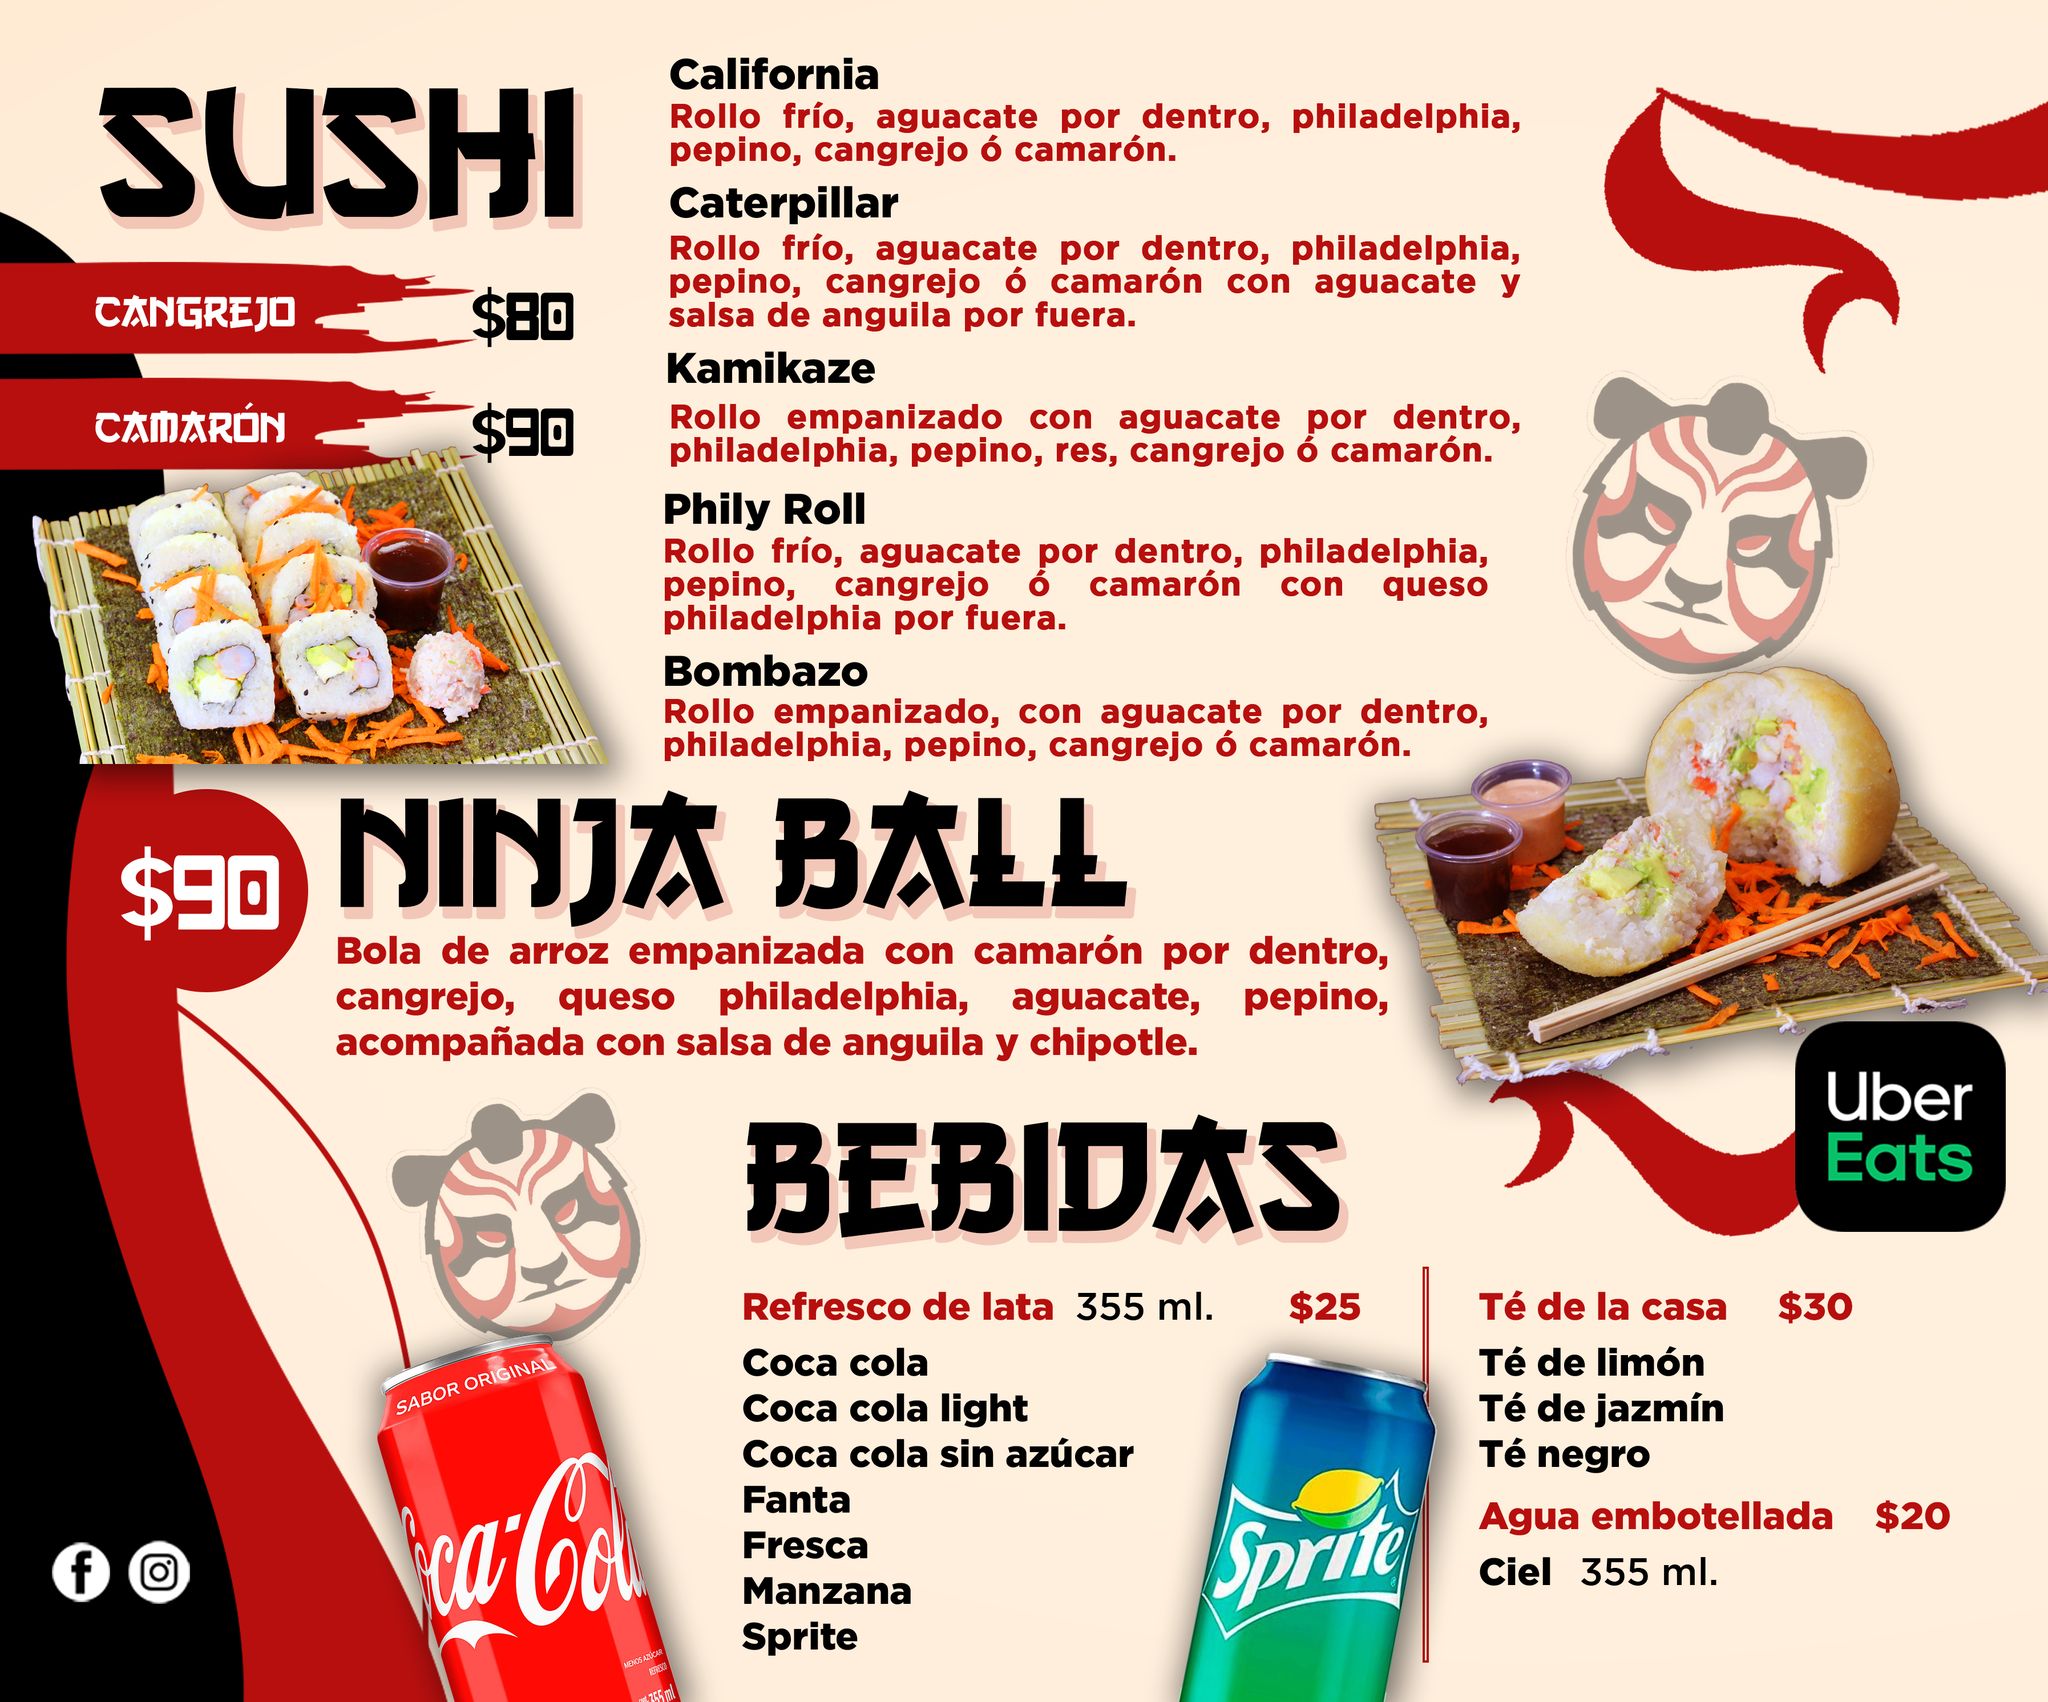 SUSHI
CANGREJO $80
CAMARÓN $90
California
Rollo frío, aguacate por dentro, philadelphia,
pepino, cangrejo ó camarón.
Caterpillar
Rollo frío, aguacate por dentro, philadelphia,
pepino, cangrejo ó camarón con aguacate y
salsa de anguila por fuera.
Kamikaze
Rollo empanizado con aguacate por dentro,
philadelphia, pepino, res, cangrejo ó camarón.
Phily Roll
Rollo frío, aguacate por dentro, philadelphia,
pepino, cangrejo ó camarón con queso
philadelphia por fuera.
Bombazo
Rollo empanizado, con aguacate por dentro,
philadelphia, pepino, cangrejo ó camarón.
$90
NINJA BALL
Bola de arroz empanizada con camarón por dentro,
cangrejo, queso philadelphia, aguacate, pepino,
acompañada con salsa de anguila y chipotle.
Uber
Eats
BEBIDAS
Refresco de lata 355 ml. $25
Coca cola
Coca cola light
Coca cola sin azúcar
Fanta
Fresca
Manzana
Sprite
Té de la casa $30
Té de limón
Té de jazmín
Té negro
Agua embotellada $20
Ciel 355 ml.
SABOR ORIGINAL
Coca-Cola
MENOS AZÚCAR
REFRESCO
355 ml
Sprite